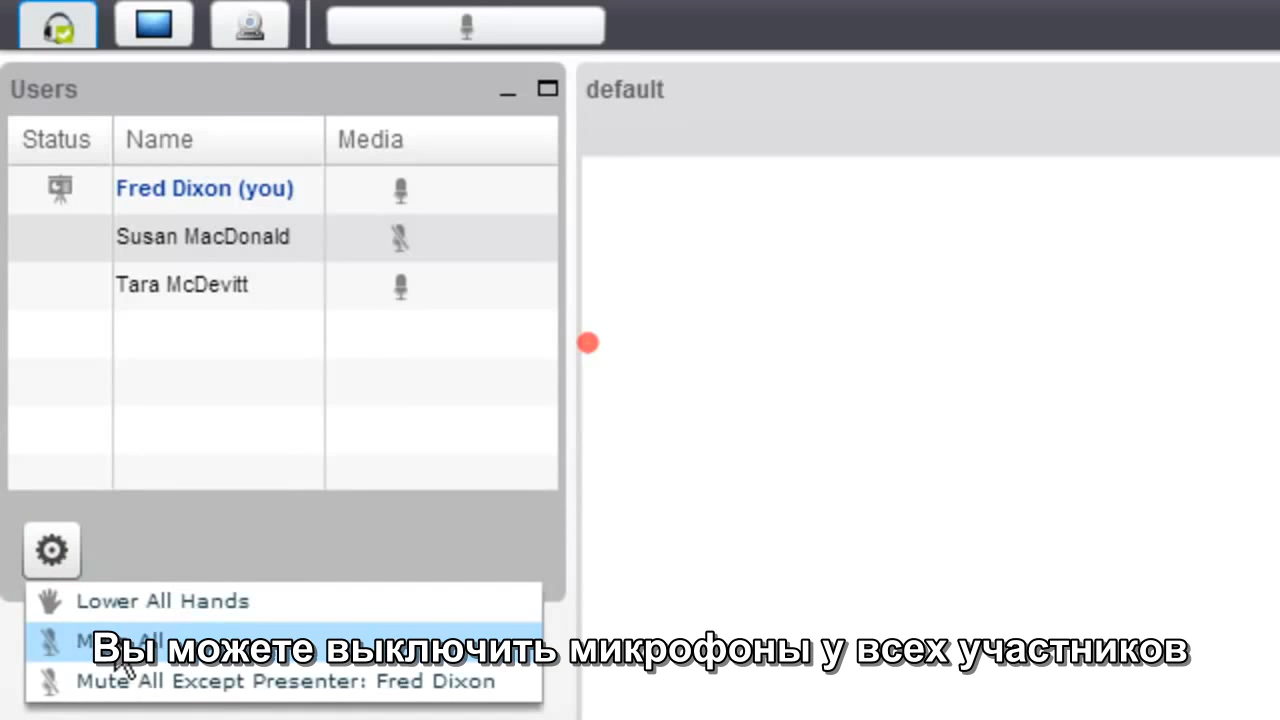 Users
default
Status Name Media
Fred Dixon (you)
Susan MacDonald
Tara McDevitt
Lower All Hands
Вы можете выключить микрофоны у всех участников
Mute All Except Presenter: Fred Dixon